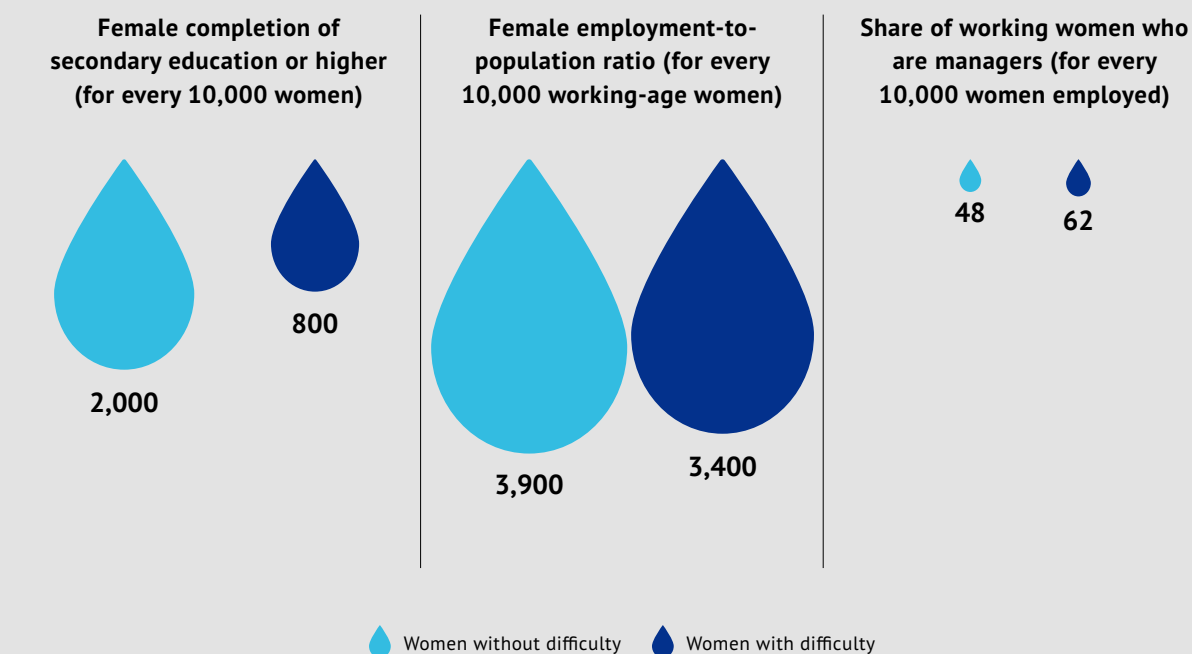 Female completion of
secondary education or higher
(for every 10,000 women)
2,000
800
Female employment-to-
population ratio (for every
10,000 working-age women)
3,900
3,400
Share of working women who
are managers (for every
10,000 women employed)
48
62
Women without difficulty
Women with difficulty